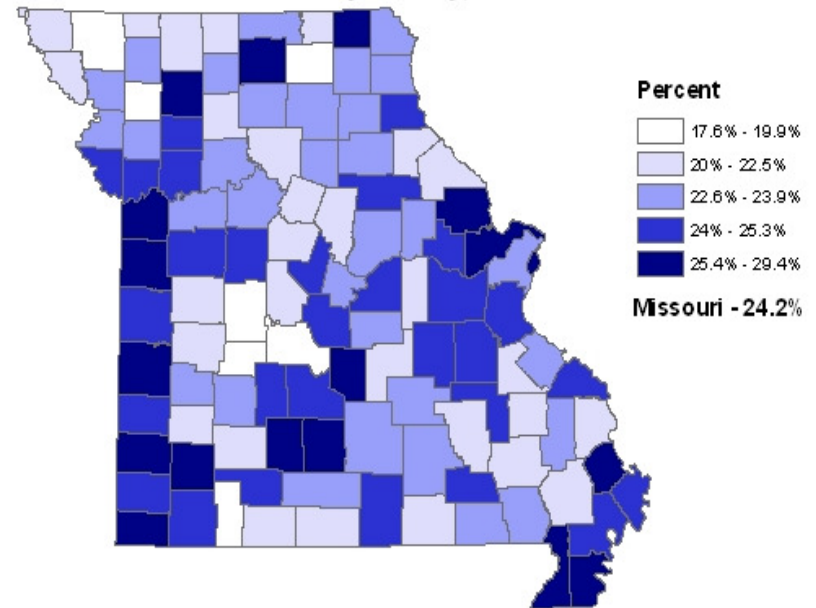 Percent
17.6% - 19.9%
20% - 22.5%
22.6% - 23.9%
24% - 25.3%
25.4% - 29.4%
Missouri - 24.2%